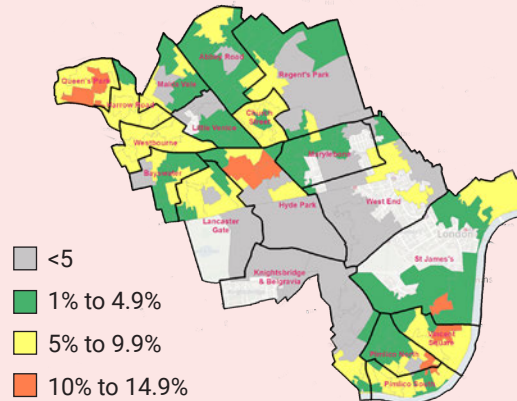 Abbey Road
Regent's Park
Queen's Park
Maida Vale
Harrow Road
Church
Street
Little Venice
Westbourne
Marylebone
Bayswater
West End
Hyde Park
Lancaster
Gate
London
St James's
Knightsbridge
& Belgravia
Vincent
Square
Pimlico North
Pimlico South
<5
1% to 4.9%
5% to 9.9%
10% to 14.9%